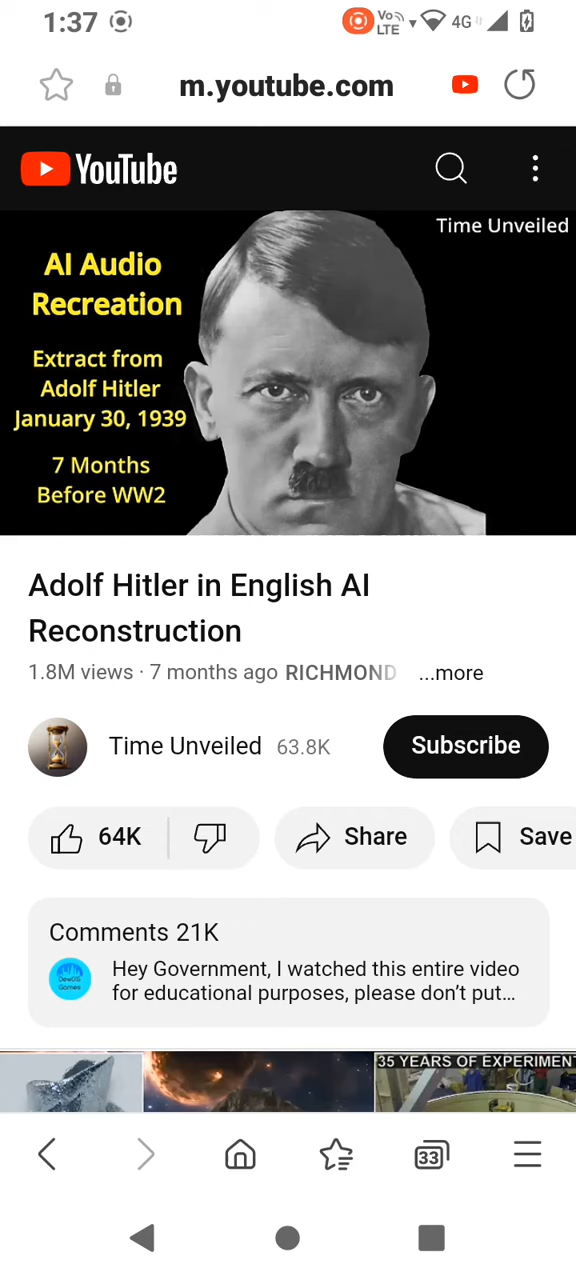 1:37
Vo))
LTE
4G
m.youtube.com
YouTube
Time Unveiled
AI Audio
Recreation
Extract from
Adolf Hitler
January 30, 1939
7 Months
Before WW2
Adolf Hitler in English AI
Reconstruction
1.8M views · 7 months ago RICHMOND ...more
Time Unveiled 63.8K
Subscribe
64K
Share
Save
Comments 21K
Hey Government, I watched this entire video
for educational purposes, please don’t put...
35 YEARS OF EXPERIMENT
33